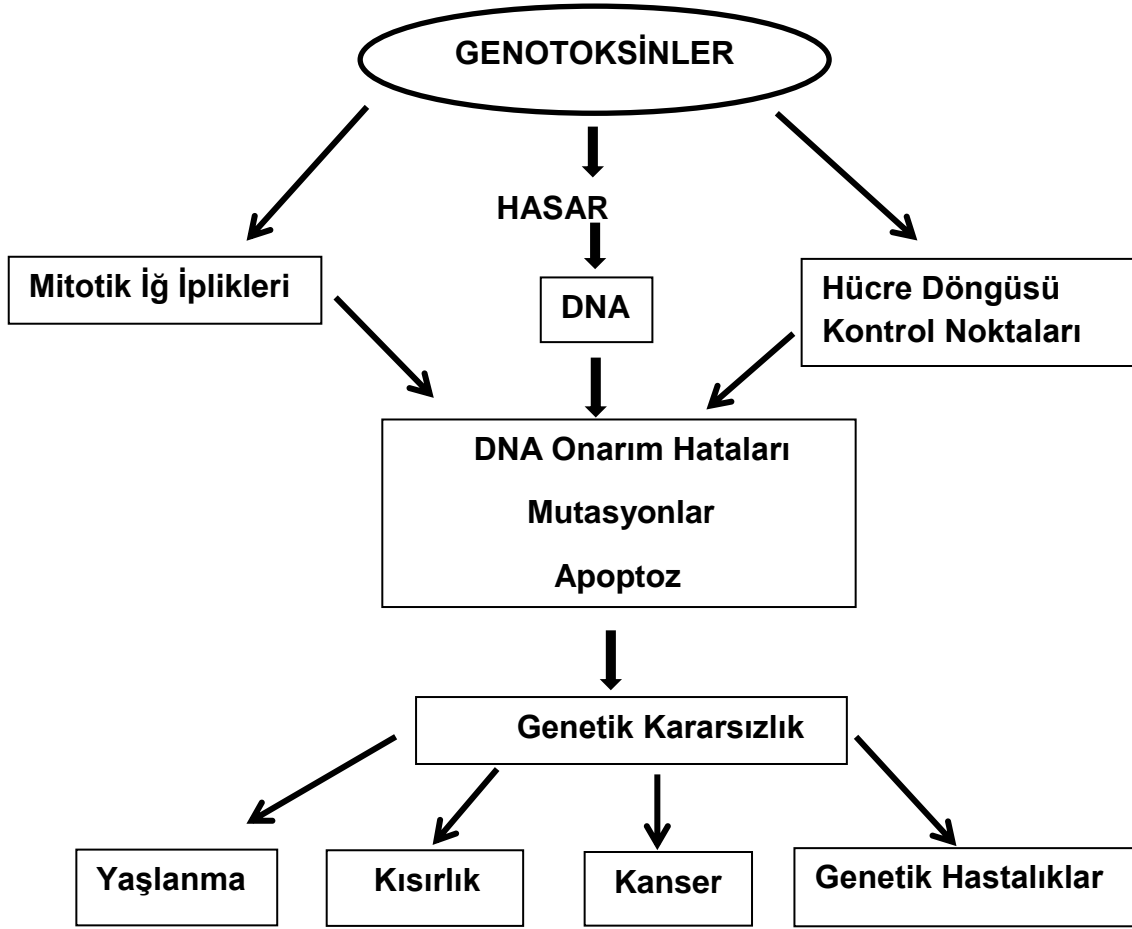 GENOTOKSİNLER
HASAR
Mitotik İğ İplikleri
DNA
Hücre Döngüsü
Kontrol Noktaları
DNA Onarım Hataları
Mutasyonlar
Apoptoz
Genetik Kararsızlık
Yaşlanma
Kısırlık
Kanser
Genetik Hastalıklar